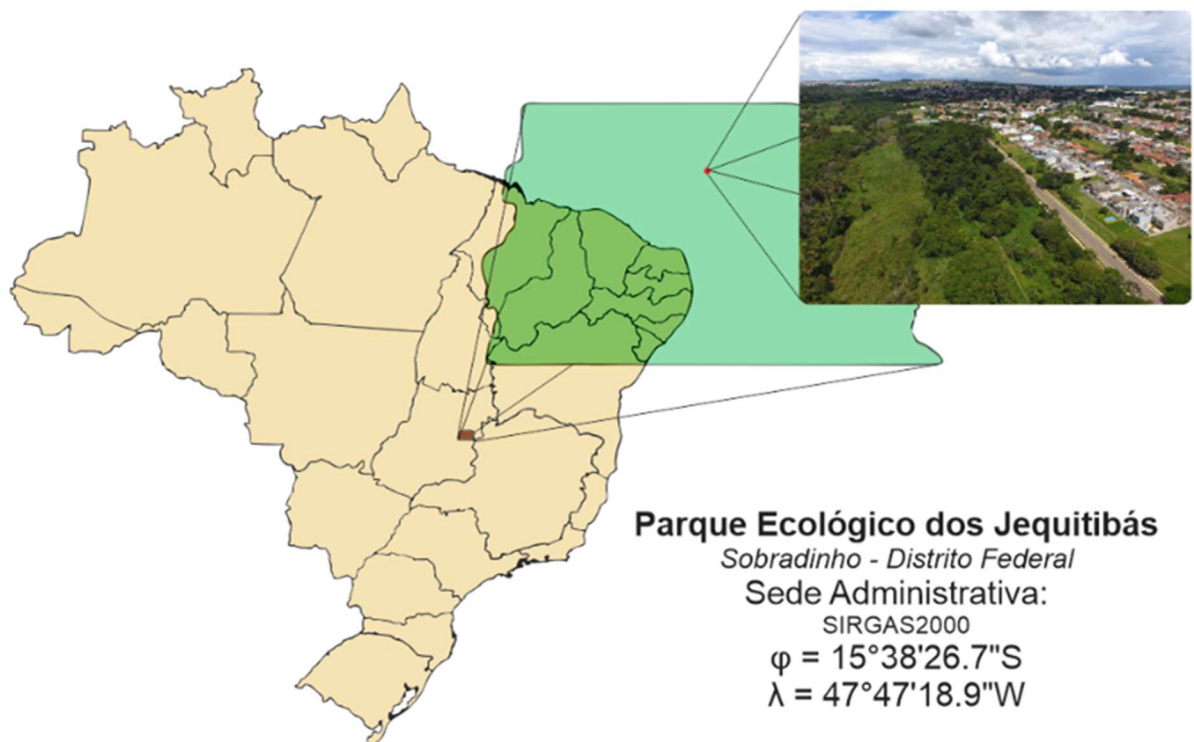 Parque Ecológico dos Jequitibás
Sobradinho - Distrito Federal
Sede Administrativa:
SIRGAS2000
φ = 15°38'26.7"S
λ = 47°47'18.9"W